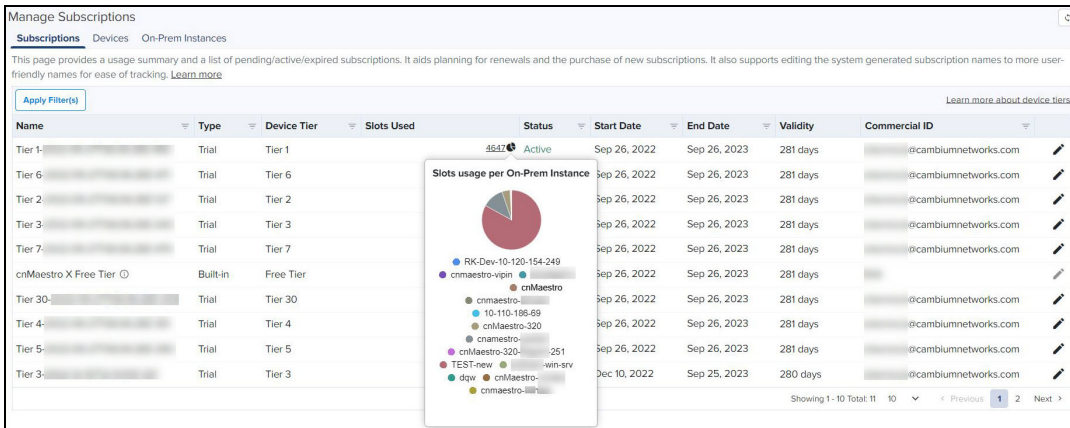 Manage Subscriptions
Subscriptions Devices On-Prem Instances
This page provides a usage summary and a list of pending/active/expired subscriptions. It aids planning for renewals and the purchase of new subscriptions. It also supports editing the system generated subscription names to more user-
friendly names for ease of tracking. Learn more
Apply Filter(s) Learn more about device tiers
Name Type Device Tier Slots Used Status Start Date End Date Validity Commercial ID
Tier 1- Trial Tier 1 4647 Active Sep 26, 2022 Sep 26, 2023 281 days @cambiumnetworks.com
Tier 6- Trial Tier 6 Sep 26, 2022 Sep 26, 2023 281 days @cambiumnetworks.com
Tier 2- Trial Tier 2 Sep 26, 2022 Sep 26, 2023 281 days @cambiumnetworks.com
Tier 3- Trial Tier 3 Sep 26, 2022 Sep 26, 2023 281 days @cambiumnetworks.com
Tier 7- Trial Tier 7 Sep 26, 2022 Sep 26, 2023 281 days @cambiumnetworks.com
cnMaestro X Free Tier Built-in Free Tier Sep 26, 2022 Sep 26, 2023 281 days
Tier 30- Trial Tier 30 Sep 26, 2022 Sep 26, 2023 281 days @cambiumnetworks.com
Tier 4- Trial Tier 4 Sep 26, 2022 Sep 26, 2023 281 days @cambiumnetworks.com
Tier 5- Trial Tier 5 Sep 26, 2022 Sep 26, 2023 281 days @cambiumnetworks.com
Tier 3- Trial Tier 3 Dec 10, 2022 Sep 25, 2023 280 days @cambiumnetworks.com
Slots usage per On-Prem Instance
RK-Dev-10-120-154-249
cnmaestro-vipin
cnMaestro
cnmaestro-
10-110-186-69
cnMaestro-320
cnamestro-
cnMaestro-320- -251
TEST-new -win-srv
dqw cnMaestro-
cnmaestro-
Showing 1 - 10 Total: 11 10 < Previous 1 2 Next >